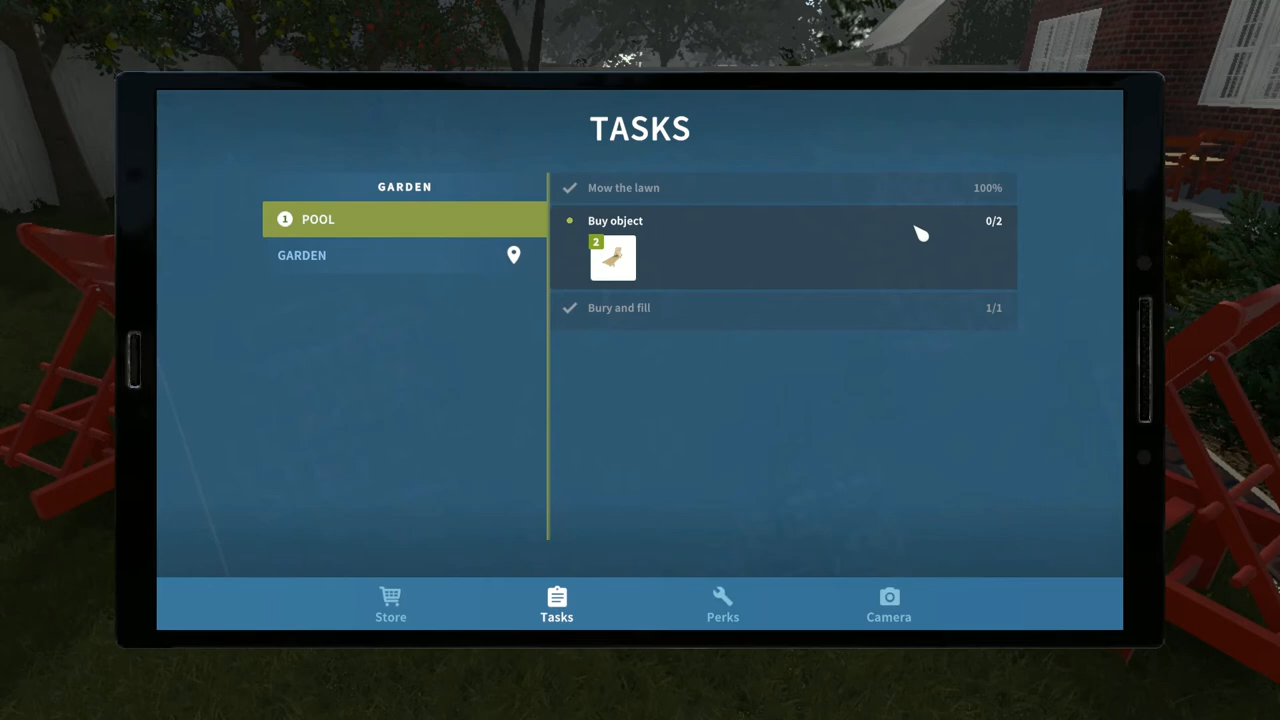 TASKS
GARDEN
1 POOL
GARDEN
Mow the lawn 100%
Buy object 0/2
2
Bury and fill 1/1
Store Tasks Perks Camera